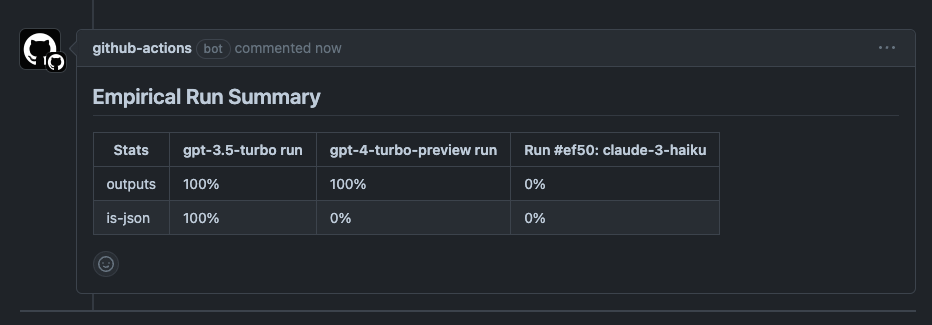 github-actions bot commented now
Empirical Run Summary
Stats gpt-3.5-turbo run gpt-4-turbo-preview run Run #ef50: claude-3-haiku
outputs 100% 100% 0%
is-json 100% 0% 0%